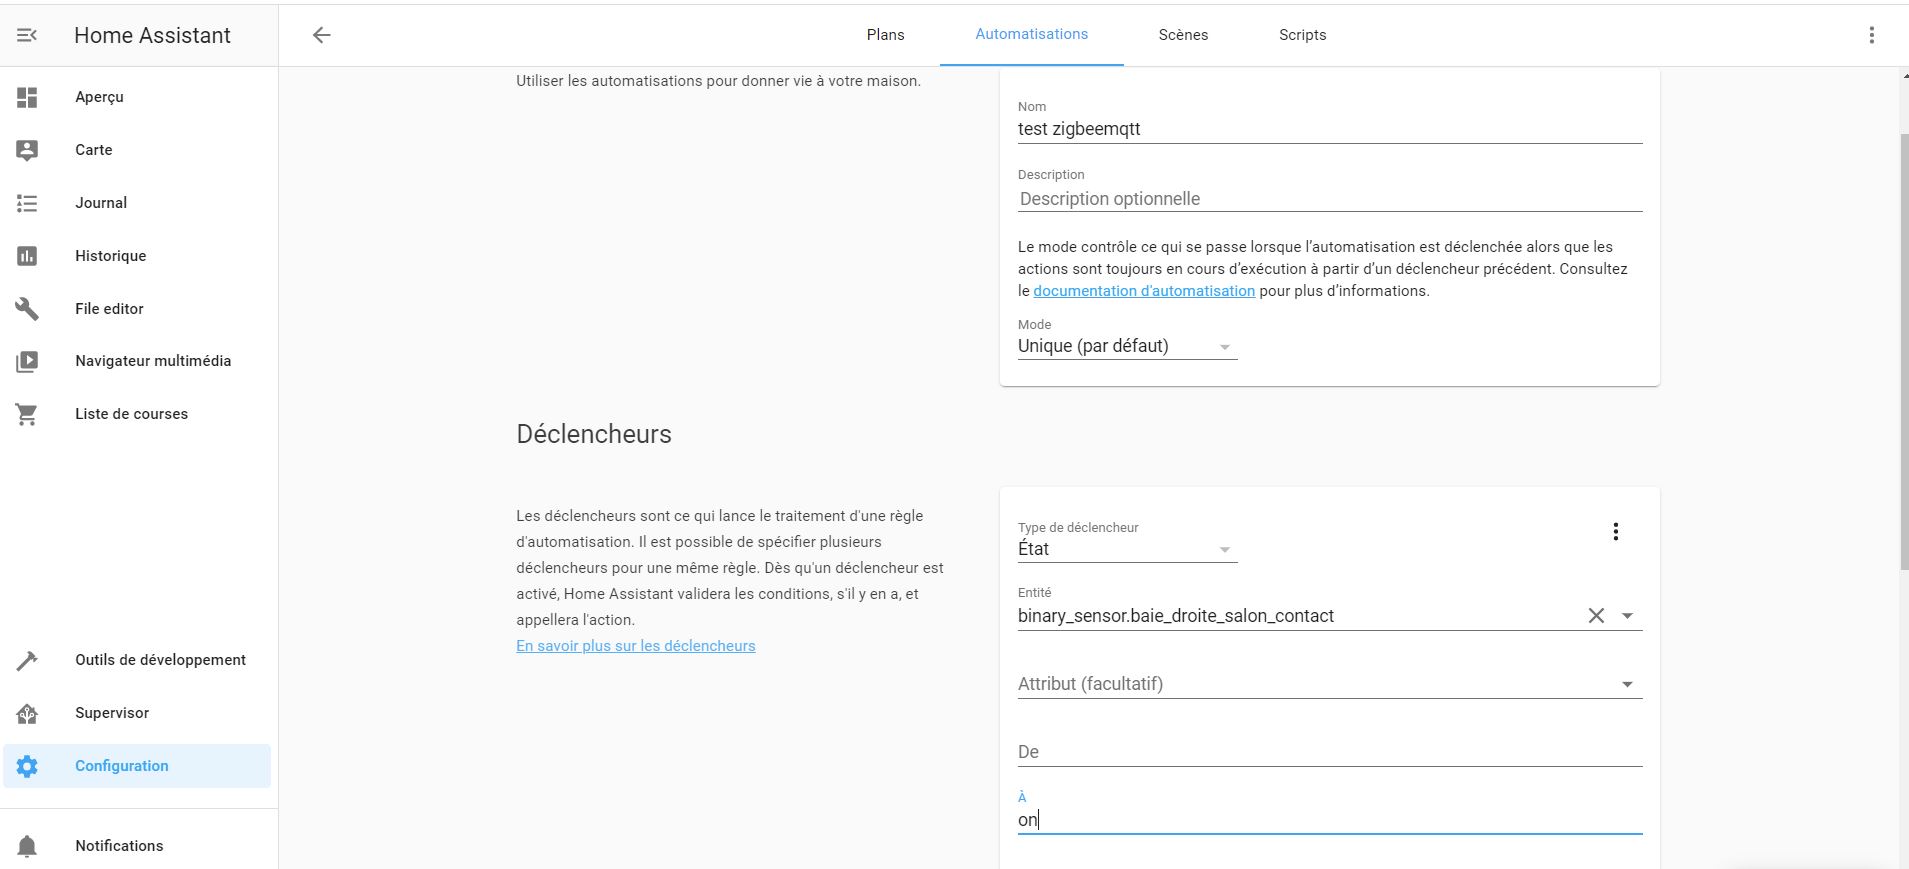 Home Assistant
Plans
Automatisations
Scènes
Scripts
Aperçu
Carte
Journal
Historique
File editor
Navigateur multimédia
Liste de courses
Outils de développement
Supervisor
Configuration
Notifications
Utiliser les automatisations pour donner vie à votre maison.
Nom
test zigbeemqtt
Description
Description optionnelle
Le mode contrôle ce qui se passe lorsque l’automatisation est déclenchée alors que les
actions sont toujours en cours d’exécution à partir d’un déclencheur précédent. Consultez
le documentation d'automatisation pour plus d’informations.
Mode
Unique (par défaut)
Déclencheurs
Les déclencheurs sont ce qui lance le traitement d'une règle
d'automatisation. Il est possible de spécifier plusieurs
déclencheurs pour une même règle. Dès qu'un déclencheur est
activé, Home Assistant validera les conditions, s'il y en a, et
appellera l'action.
En savoir plus sur les déclencheurs
Type de déclencheur
État
Entité
binary_sensor.baie_droite_salon_contact
Attribut (facultatif)
De
À
on